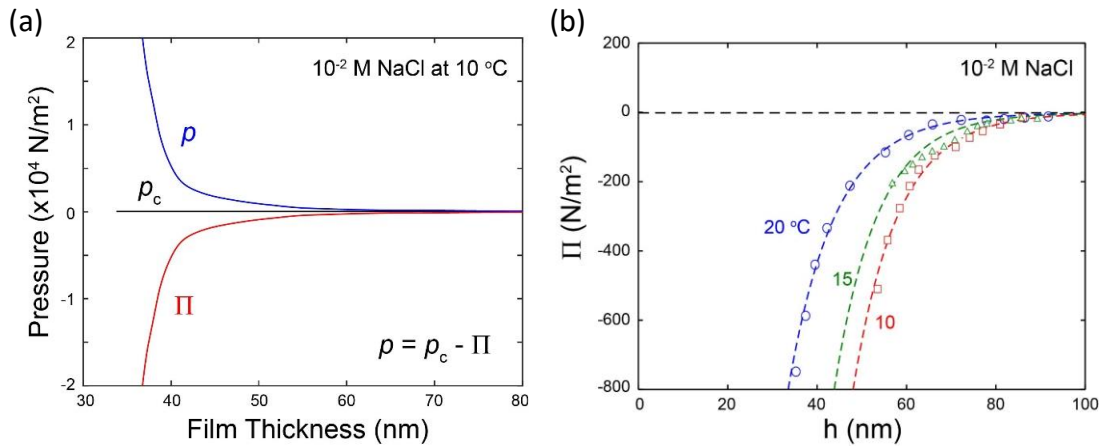 (a)
2
1
0
-1
-2
30
40
50
60
70
80
Pressure (x10⁴ N/m²)
Film Thickness (nm)
10⁻² M NaCl at 10 °C
p
p_c
Π
p = p_c - Π
(b)
200
0
-200
-400
-600
-800
0
20
40
60
80
100
Π (N/m²)
h (nm)
10⁻² M NaCl
20 °C
15
10